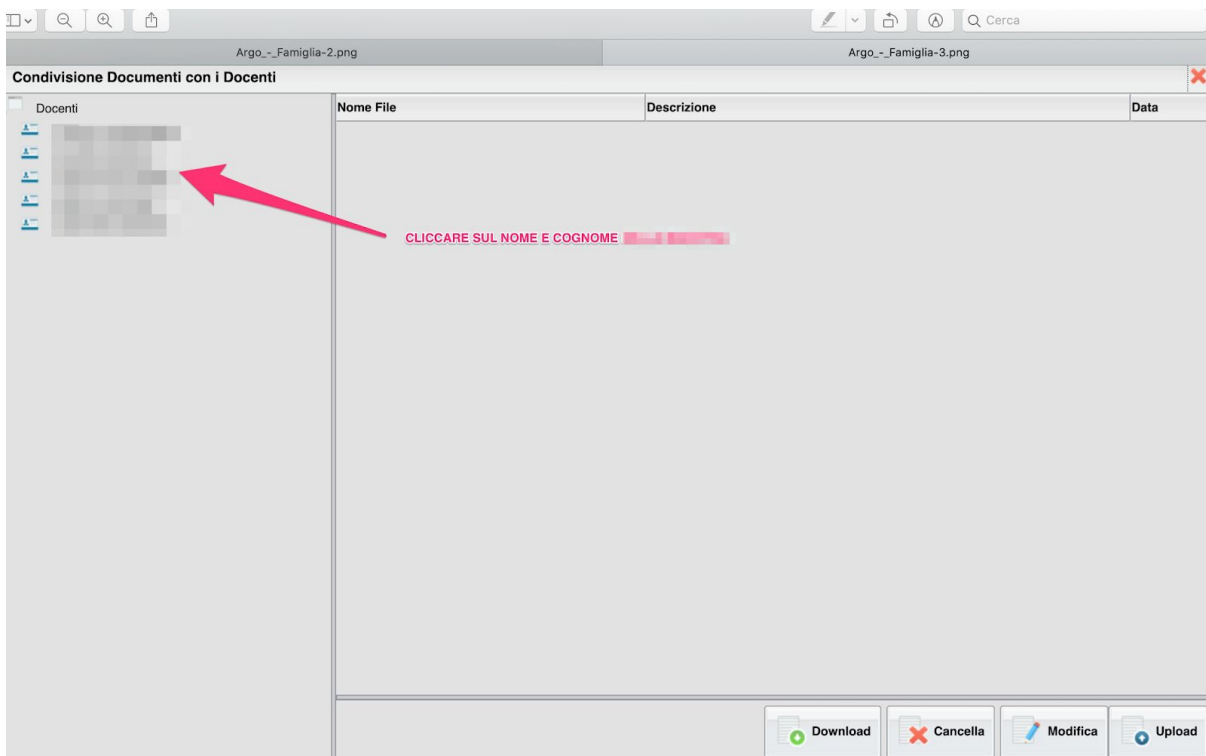 Cerca
Argo_-_Famiglia-2.png
Argo_-_Famiglia-3.png
Condivisione Documenti con i Docenti
Docenti
Nome File
Descrizione
Data
CLICCARE SUL NOME E COGNOME
Download
Cancella
Modifica
Upload